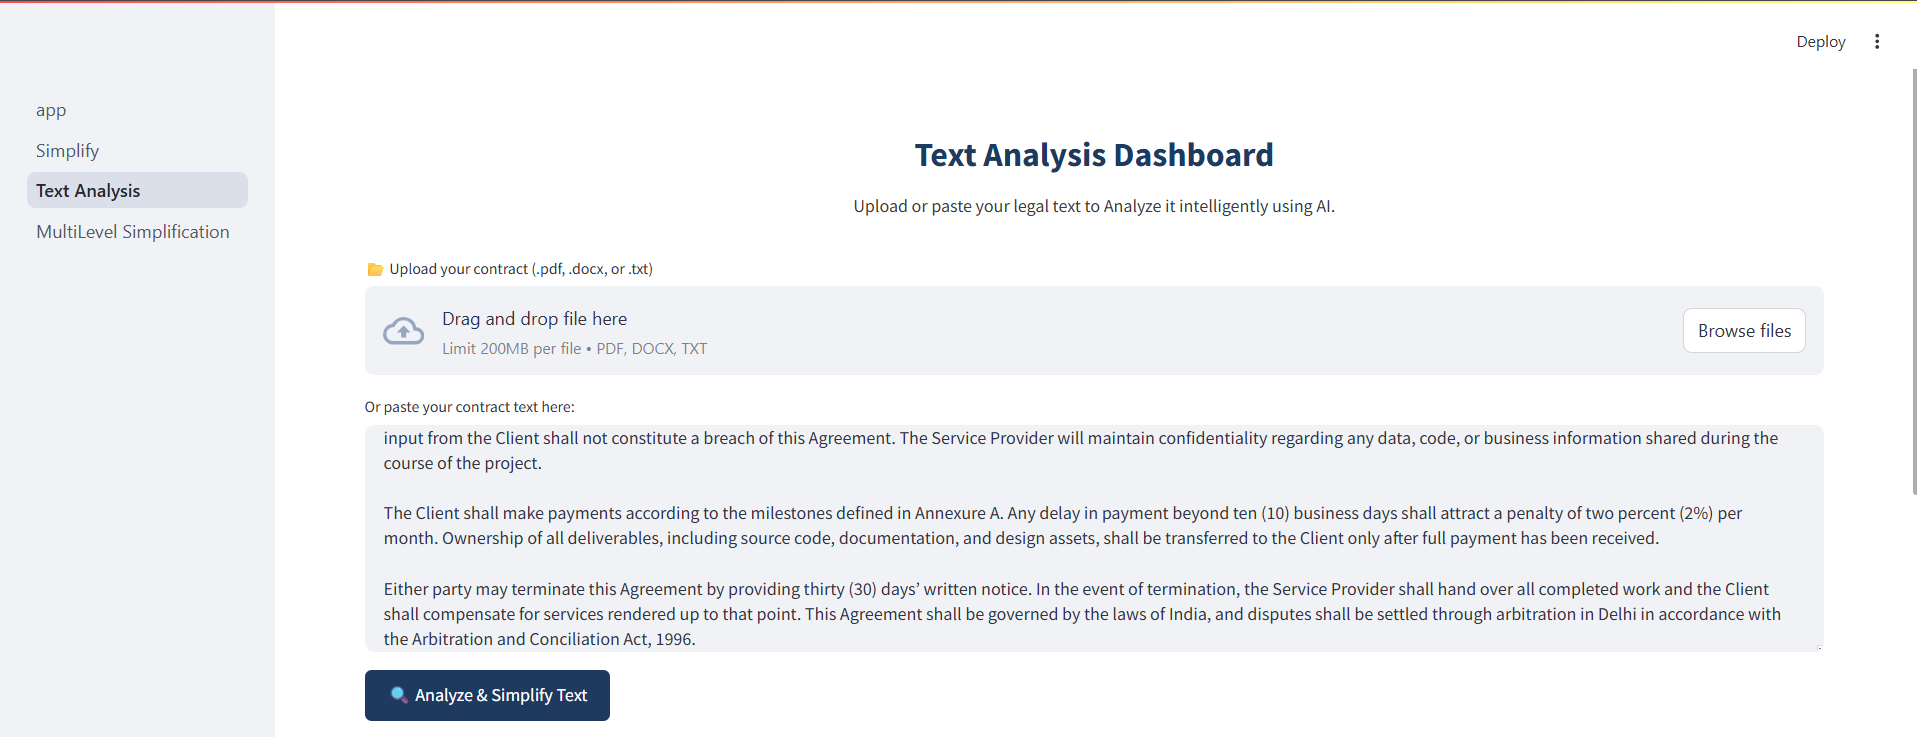 Deploy
app
Simplify
Text Analysis
MultiLevel Simplification
Text Analysis Dashboard
Upload or paste your legal text to Analyze it intelligently using AI.
Upload your contract (.pdf, .docx, or .txt)
Drag and drop file here
Limit 200MB per file • PDF, DOCX, TXT
Browse files
Or paste your contract text here:
input from the Client shall not constitute a breach of this Agreement. The Service Provider will maintain confidentiality regarding any data, code, or business information shared during the
course of the project.
The Client shall make payments according to the milestones defined in Annexure A. Any delay in payment beyond ten (10) business days shall attract a penalty of two percent (2%) per
month. Ownership of all deliverables, including source code, documentation, and design assets, shall be transferred to the Client only after full payment has been received.
Either party may terminate this Agreement by providing thirty (30) days’ written notice. In the event of termination, the Service Provider shall hand over all completed work and the Client
shall compensate for services rendered up to that point. This Agreement shall be governed by the laws of India, and disputes shall be settled through arbitration in Delhi in accordance with
the Arbitration and Conciliation Act, 1996.
Analyze & Simplify Text